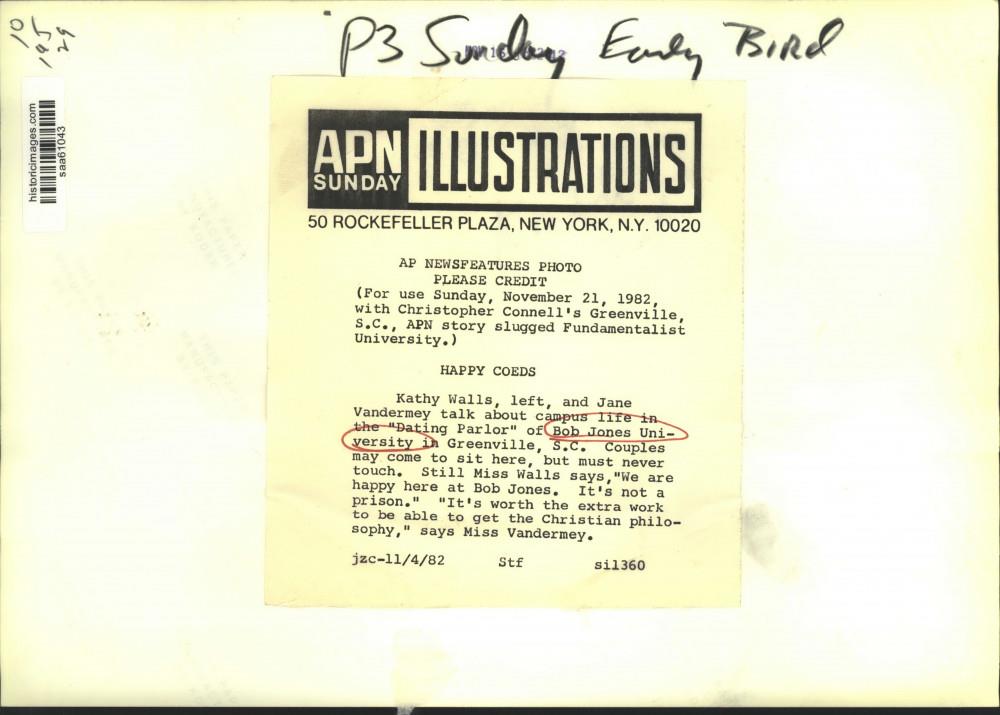 10
195
29
P3 Sunday Early Bird
historicimages.com
saa61043
APN SUNDAY ILLUSTRATIONS
50 ROCKEFELLER PLAZA, NEW YORK, N.Y. 10020
AP NEWSFEATURES PHOTO
PLEASE CREDIT
(For use Sunday, November 21, 1982,
with Christopher Connell's Greenville,
S.C., APN story slugged Fundamentalist
University.)
HAPPY COEDS
Kathy Walls, left, and Jane
Vandermey talk about campus life in
the "Dating Parlor" of Bob Jones Uni-
versity in Greenville, S.C. Couples
may come to sit here, but must never
touch. Still Miss Walls says,"We are
happy here at Bob Jones. It's not a
prison." "It's worth the extra work
to be able to get the Christian philo-
sophy," says Miss Vandermey.
jzc-11/4/82 Stf sil360